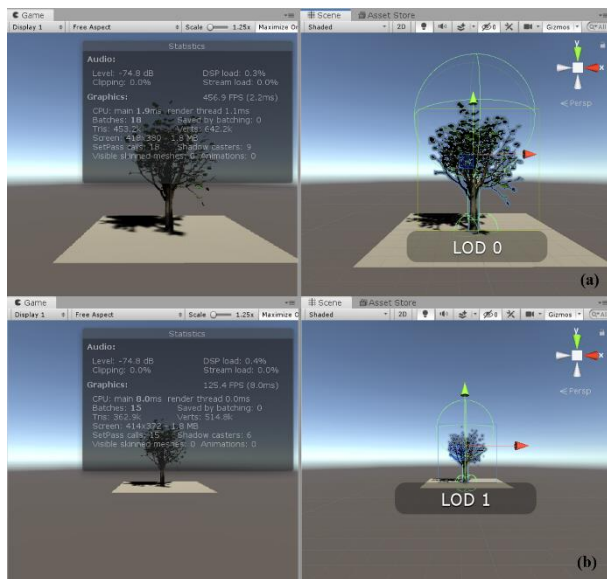 Game
Display 1 Free Aspect Scale 1.25x Maximize On
Statistics
Audio:
Level: -74.8 dB DSP load: 0.3%
Clipping: 0.0% Stream load: 0.0%
Graphics: 456.9 FPS (2.2ms)
CPU: main 1.9ms render thread 1.1ms
Batches: 18 Saved by batching: 0
Tris: 453.2k Verts: 642.2k
Screen: 418x380 - 1.8 MB
SetPass calls: 18 Shadow casters: 9
Visible skinned meshes: 0 Animations: 0
Scene Asset Store
Shaded 2D 0 Gizmos
y
x
Persp
LOD 0
(a)
Game
Display 1 Free Aspect Scale 1.25x Maximize On
Statistics
Audio:
Level: -74.8 dB DSP load: 0.4%
Clipping: 0.0% Stream load: 0.0%
Graphics: 125.4 FPS (8.0ms)
CPU: main 8.0ms render thread 0.0ms
Batches: 15 Saved by batching: 0
Tris: 362.9k Verts: 514.8k
Screen: 414x372 - 1.8 MB
SetPass calls: 15 Shadow casters: 6
Visible skinned meshes: 0 Animations: 0
Scene Asset Store
Shaded 2D 0 Gizmos
y
x
Persp
LOD 1
(b)